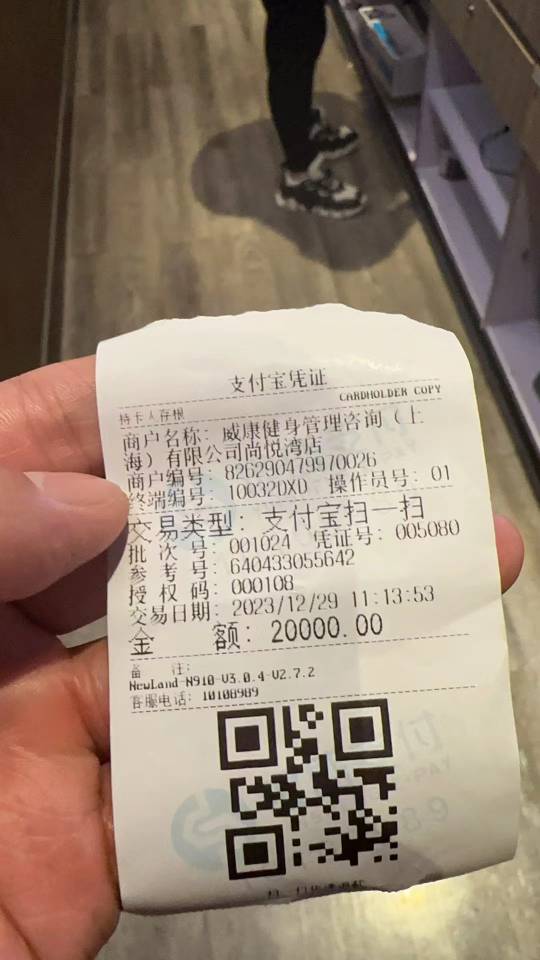 支付宝凭证
CARDHOLDER COPY
持卡人存根
商户名称: 威康健身管理咨询（上
海）有限公司尚悦湾店
商户编号: 826290479970026
终端编号: 10032DXD 操作员号: 01
交易类型: 支付宝扫一扫
批次号: 001024 凭证号: 005080
参考号: 640433055642
授权码: 000108
交易日期: 2023/12/29 11:13:53
金额: 20000.00
备注:
NewLand-N910-V3.0.4-V2.7.2
客服电话: 10108989